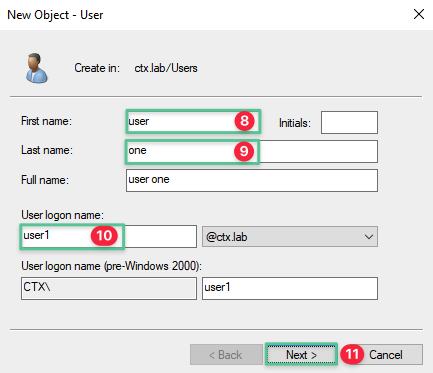 New Object - User
Create in: ctx.lab/Users
First name: user 8 Initials:
Last name: one 9
Full name: user one
User logon name:
user1 10 @ctx.lab
User logon name (pre-Windows 2000):
CTX\ user1
< Back Next > 11 Cancel